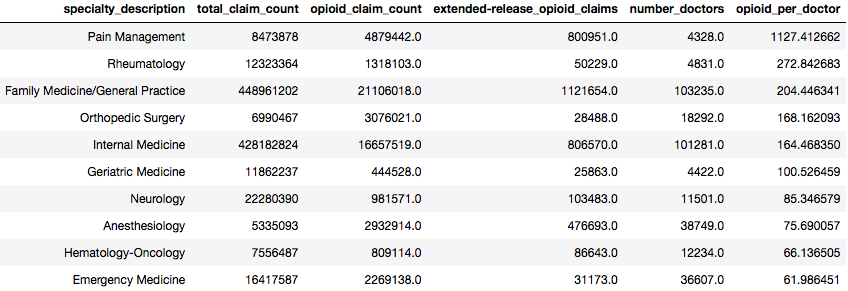 specialty_description total_claim_count opioid_claim_count extended-release_opioid_claims number_doctors opioid_per_doctor
Pain Management 8473878 4879442.0 800951.0 4328.0 1127.412662
Rheumatology 12323364 1318103.0 50229.0 4831.0 272.842683
Family Medicine/General Practice 448961202 21106018.0 1121654.0 103235.0 204.446341
Orthopedic Surgery 6990467 3076021.0 28488.0 18292.0 168.162093
Internal Medicine 428182824 16657519.0 806570.0 101281.0 164.468350
Geriatric Medicine 11862237 444528.0 25863.0 4422.0 100.526459
Neurology 22280390 981571.0 103483.0 11501.0 85.346579
Anesthesiology 5335093 2932914.0 476693.0 38749.0 75.690057
Hematology-Oncology 7556487 809114.0 86643.0 12234.0 66.136505
Emergency Medicine 16417587 2269138.0 31173.0 36607.0 61.986451